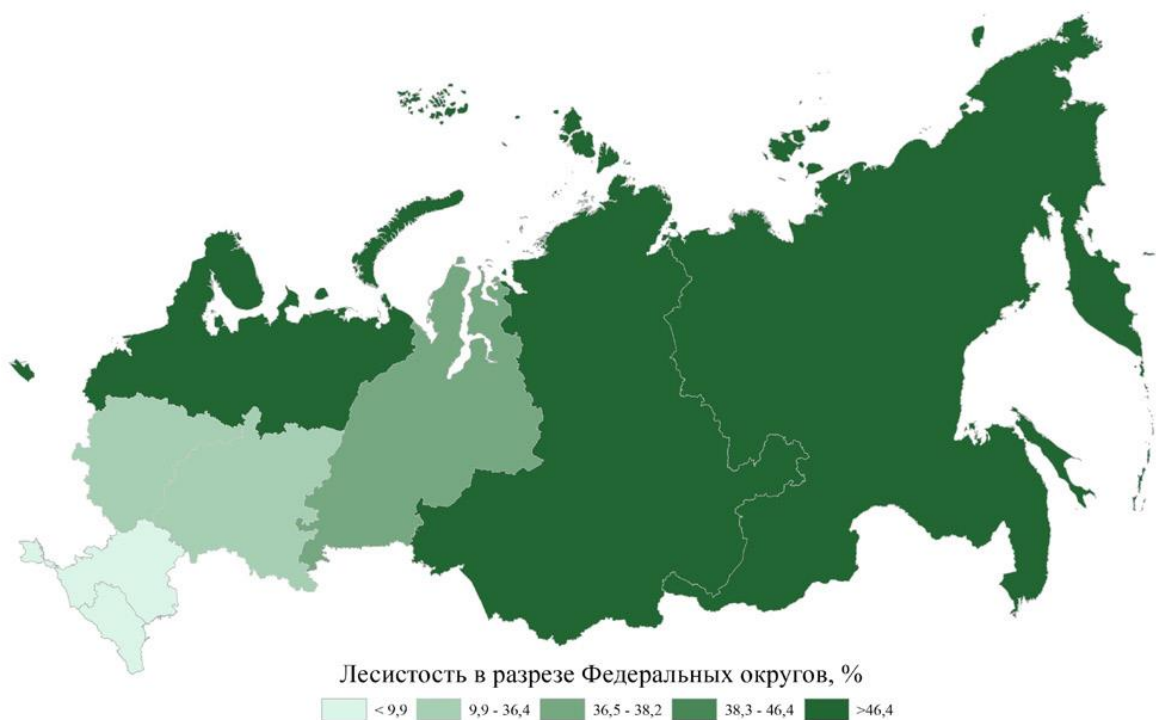 Лесистость в разрезе Федеральных округов, %
< 9,9 9,9 - 36,4 36,5 - 38,2 38,3 - 46,4 >46,4